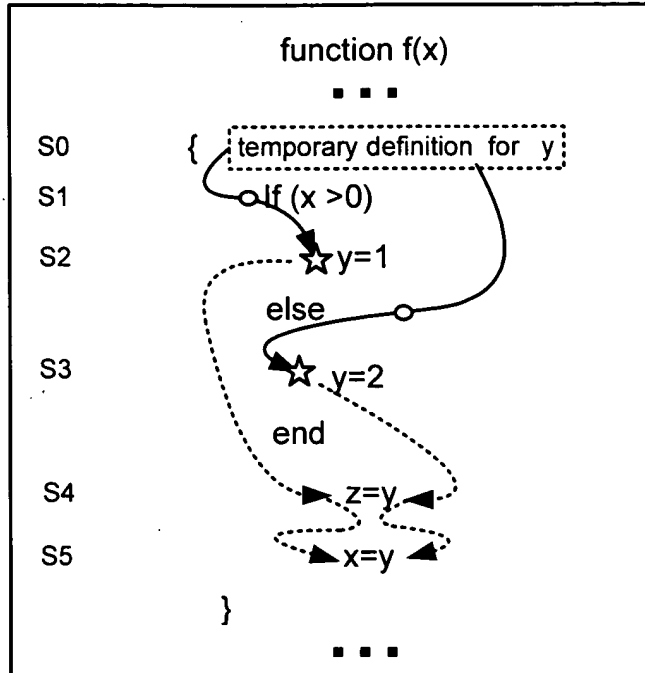 function f(x)
...
S0 { temporary definition for y
S1 If (x >0)
S2 y=1
else
S3 y=2
end
S4 z=y
S5 x=y
}
...